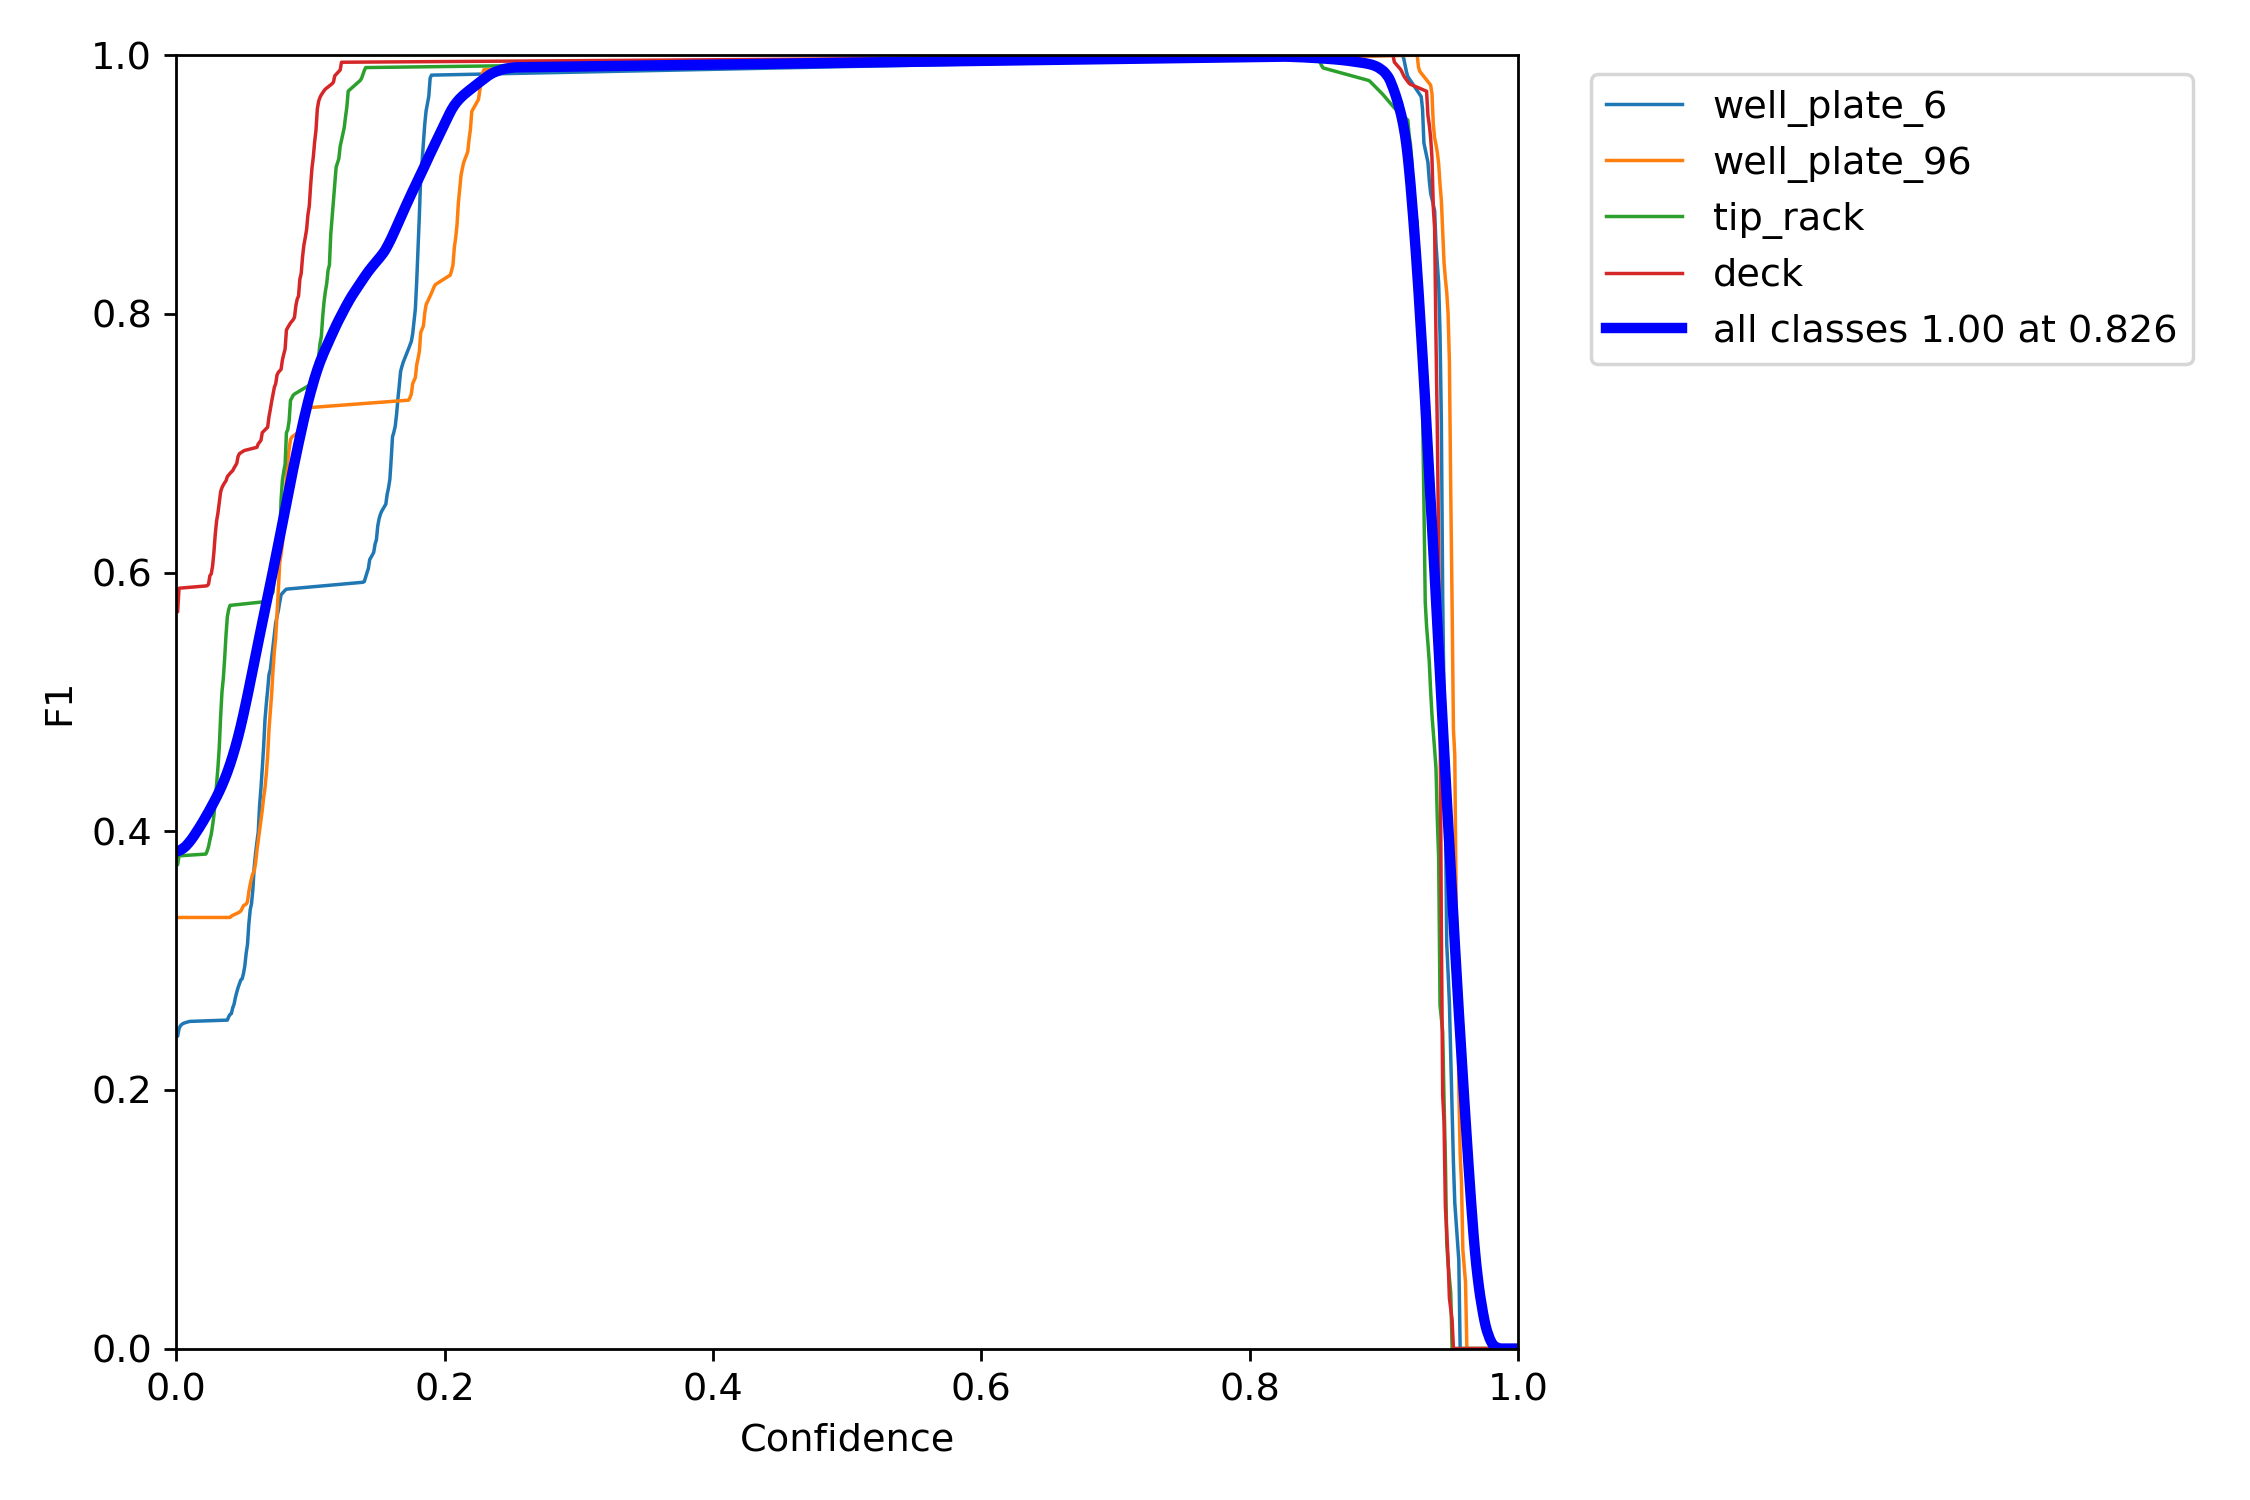 1.0
0.8
0.6
0.4
0.2
0.0
F1
0.0 0.2 0.4 0.6 0.8 1.0
Confidence
well_plate_6
well_plate_96
tip_rack
deck
all classes 1.00 at 0.826